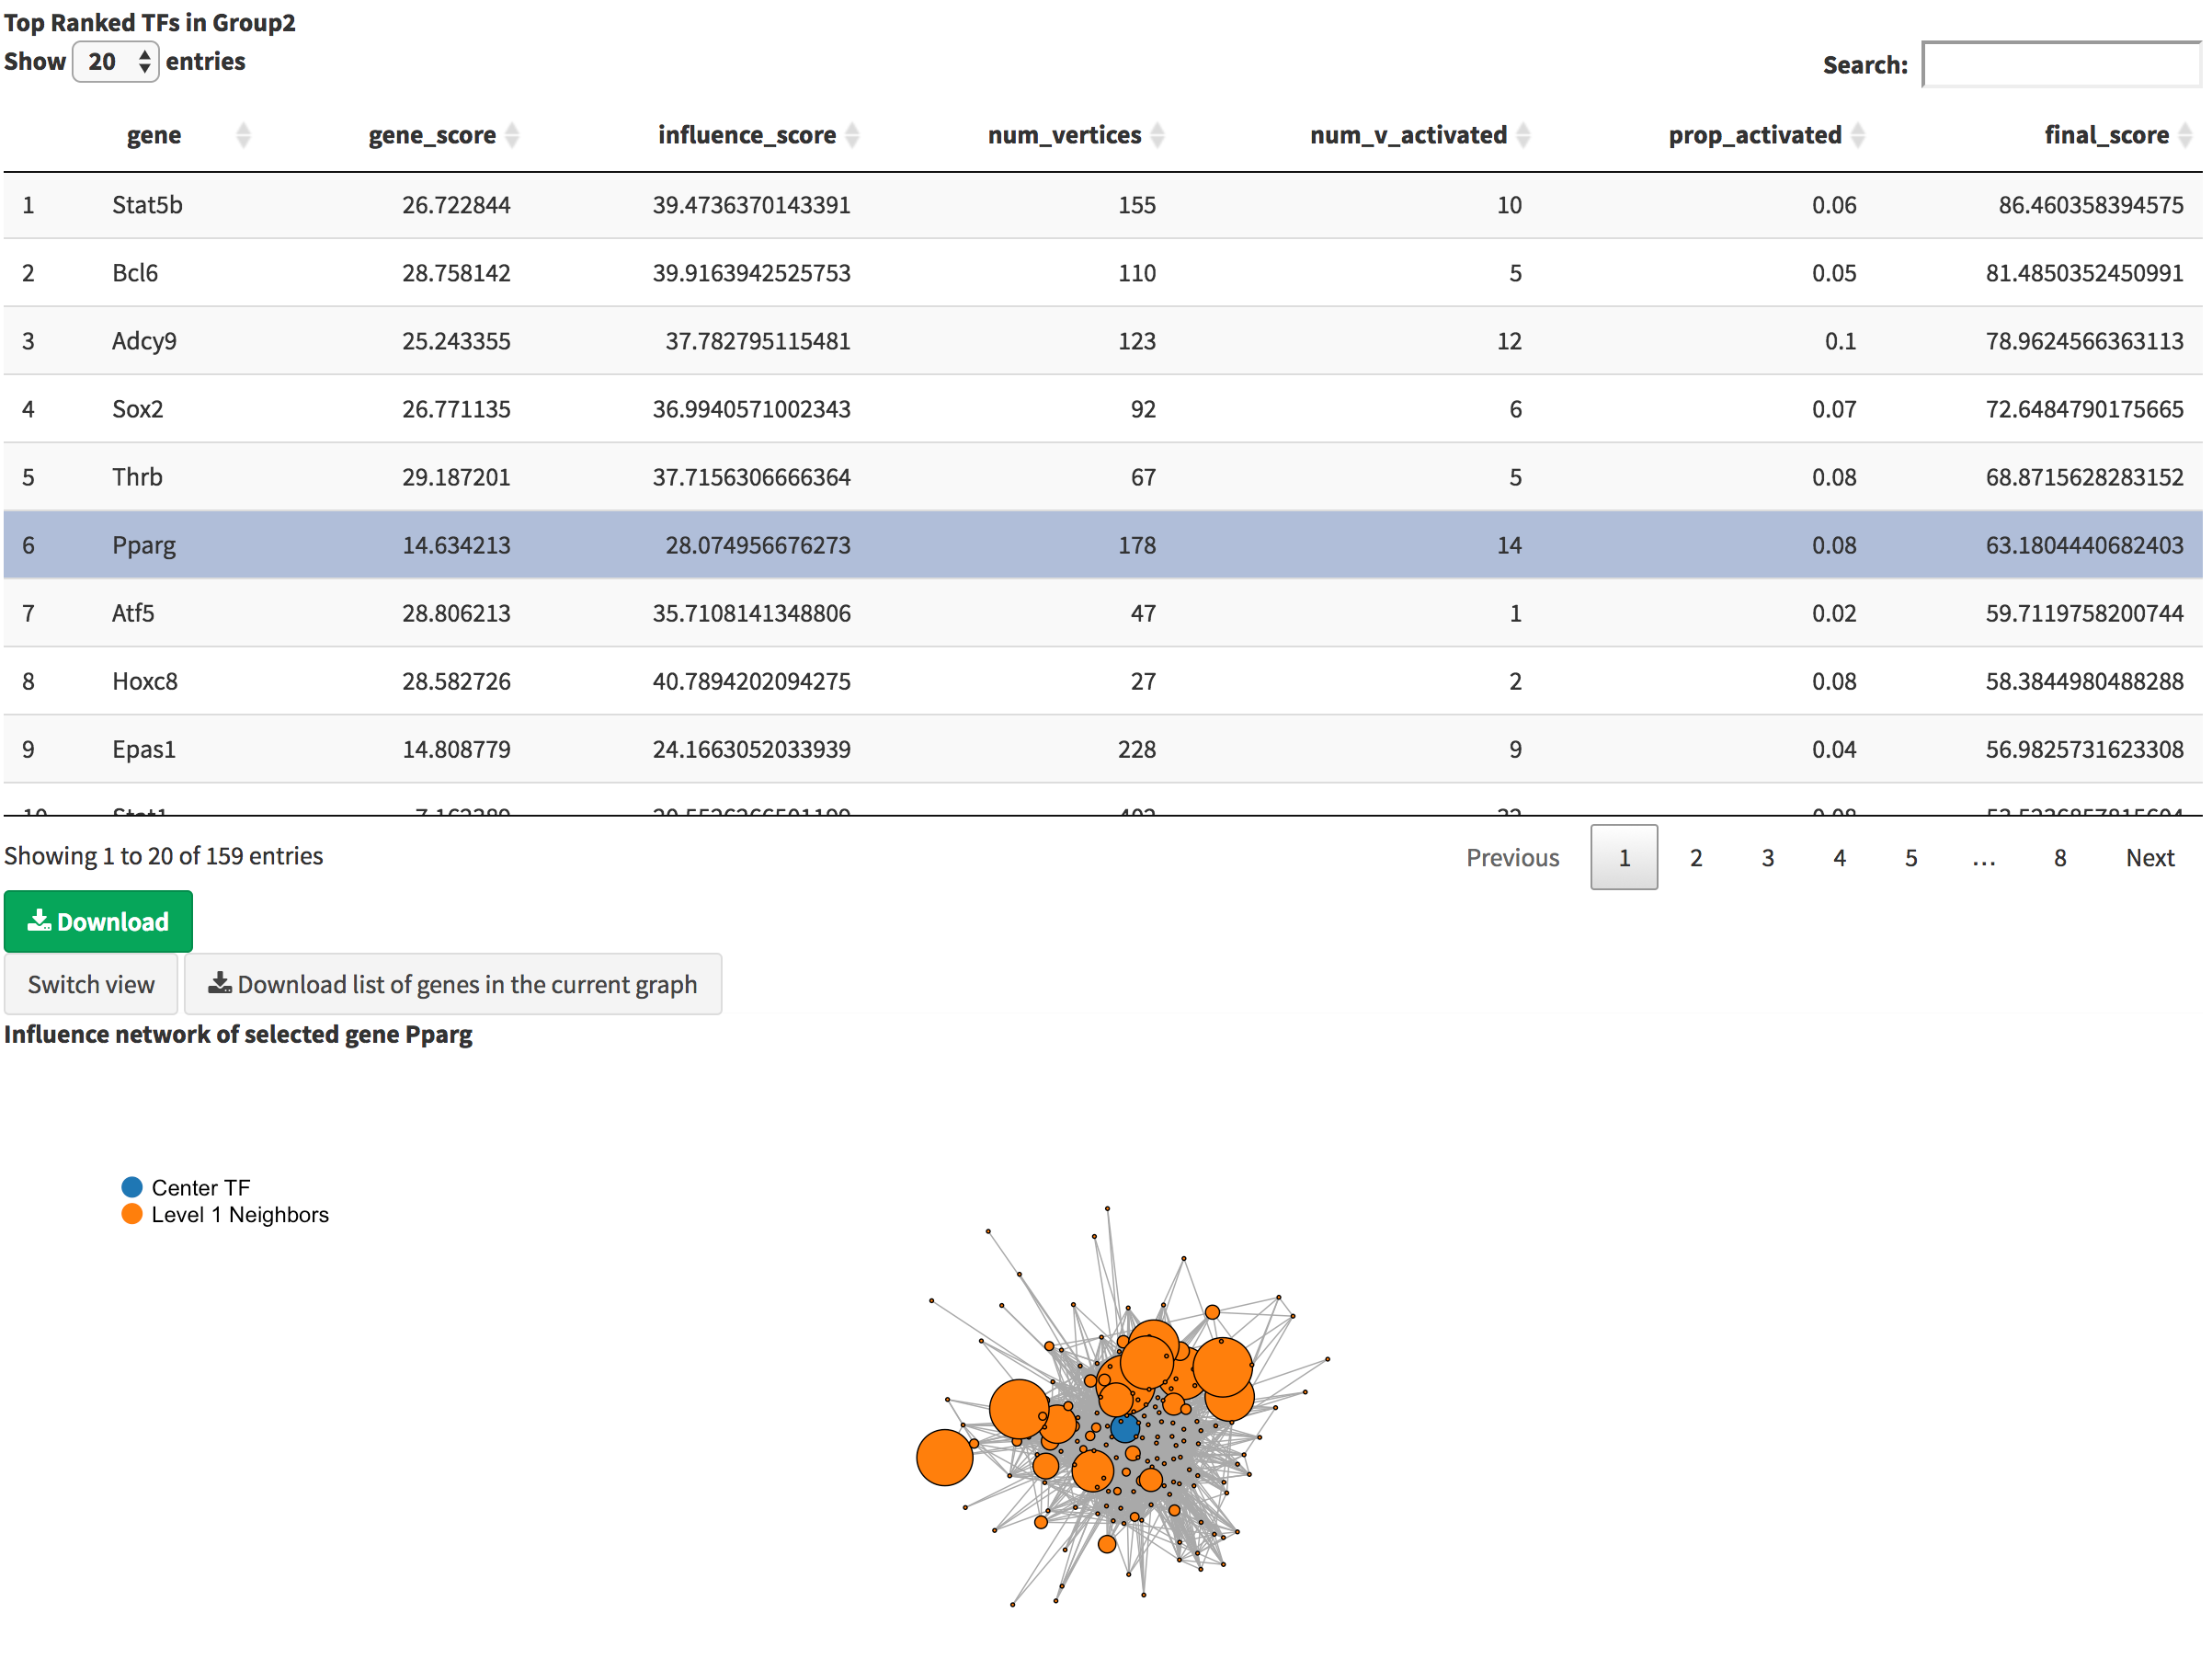 Top Ranked TFs in Group2
Show 20 entries Search:
gene gene_score influence_score num_vertices num_v_activated prop_activated final_score
1 Stat5b 26.722844 39.4736370143391 155 10 0.06 86.460358394575
2 Bcl6 28.758142 39.9163942525753 110 5 0.05 81.4850352450991
3 Adcy9 25.243355 37.782795115481 123 12 0.1 78.9624566363113
4 Sox2 26.771135 36.9940571002343 92 6 0.07 72.6484790175665
5 Thrb 29.187201 37.7156306666364 67 5 0.08 68.8715628283152
6 Pparg 14.634213 28.074956676273 178 14 0.08 63.1804440682403
7 Atf5 28.806213 35.7108141348806 47 1 0.02 59.7119758200744
8 Hoxc8 28.582726 40.7894202094275 27 2 0.08 58.3844980488288
9 Epas1 14.808779 24.1663052033939 228 9 0.04 56.9825731623308
10 Stat1
Showing 1 to 20 of 159 entries Previous 1 2 3 4 5 ... 8 Next
Download
Switch view Download list of genes in the current graph
Influence network of selected gene Pparg
Center TF
Level 1 Neighbors